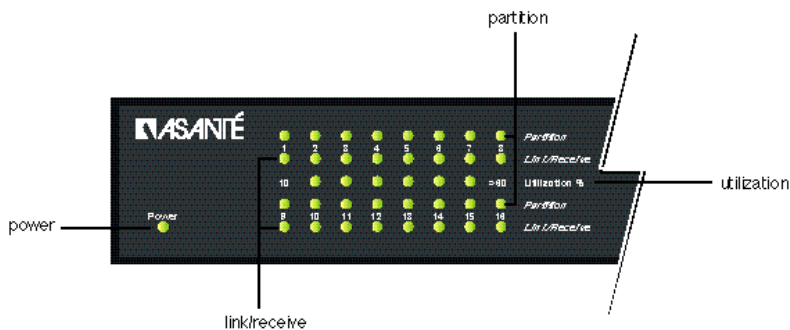 partition
ASANTÉ
Partition
1 2 3 4 5 6 7 8
Link/Receive
10 >60 Utilization %
utilization
Partition
Power
9 10 11 12 13 14 15 16
power
Link/Receive
link/receive